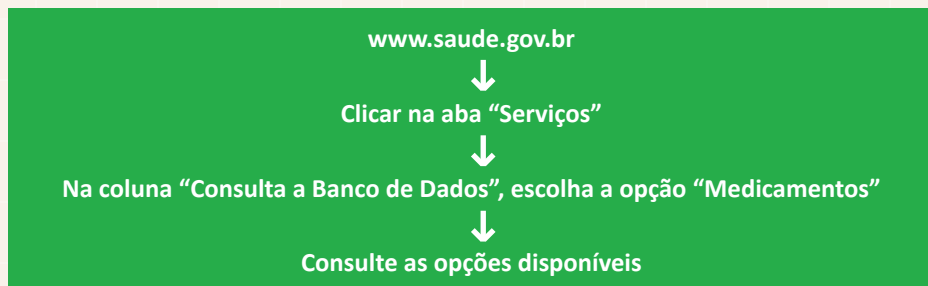 www.saude.gov.br
Clicar na aba “Serviços”
Na coluna “Consulta a Banco de Dados”, escolha a opção “Medicamentos”
Consulte as opções disponíveis